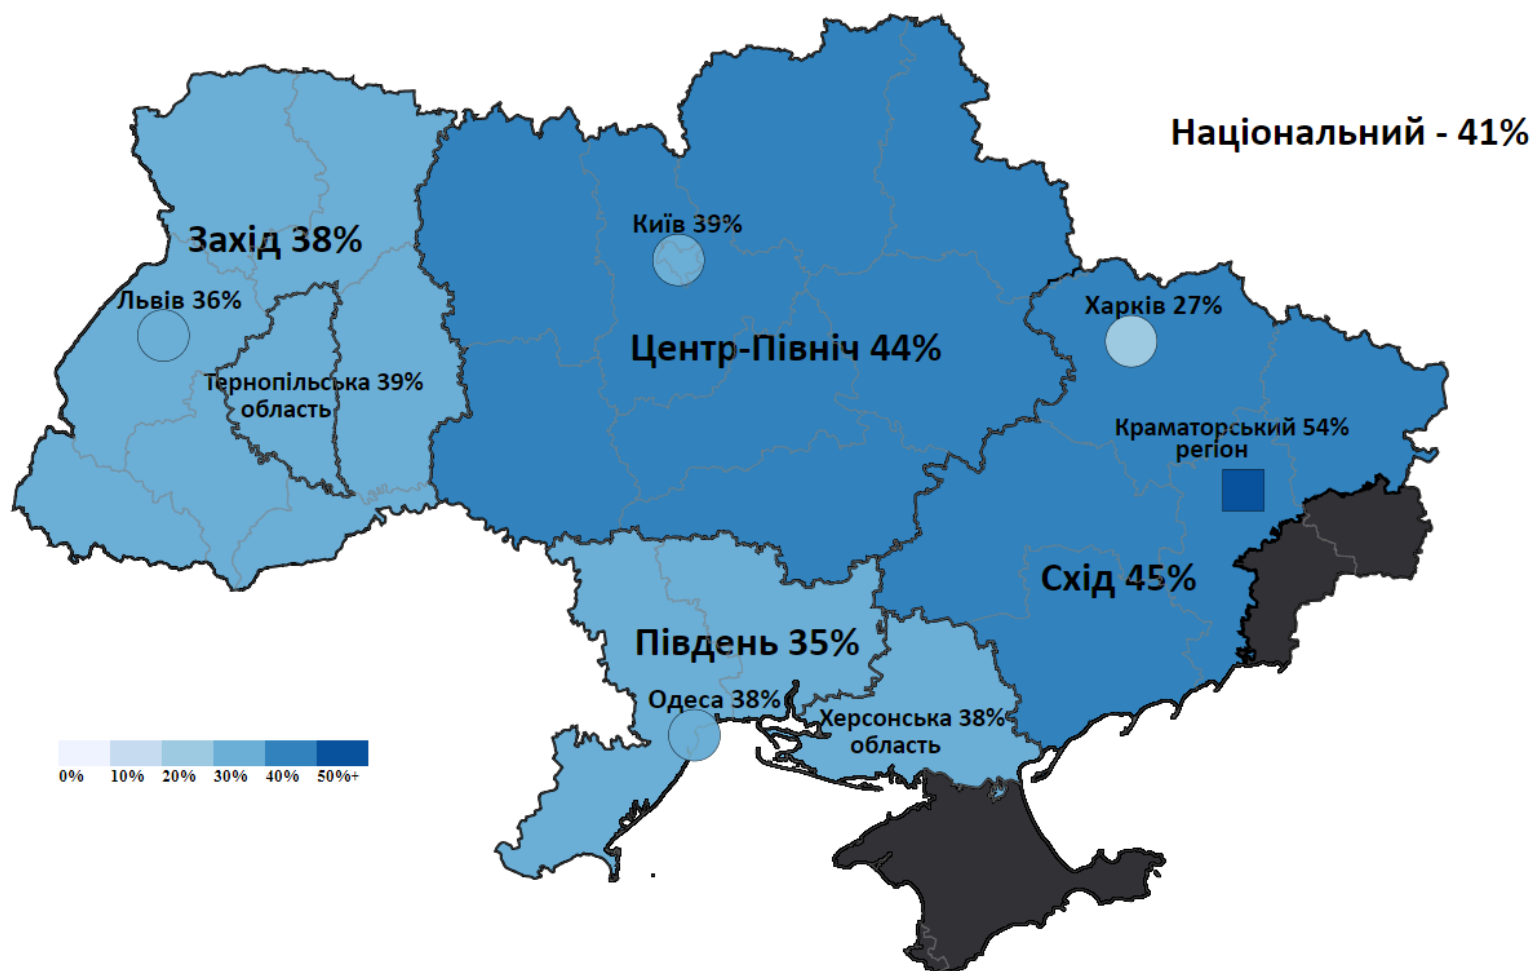 Національний - 41%
Київ 39%
Захід 38%
Львів 36%
Харків 27%
Центр-Північ 44%
Тернопільська 39%
область
Краматорський 54%
регіон
Схід 45%
Південь 35%
Одеса 38%
Херсонська 38%
область
0% 10% 20% 30% 40% 50%+